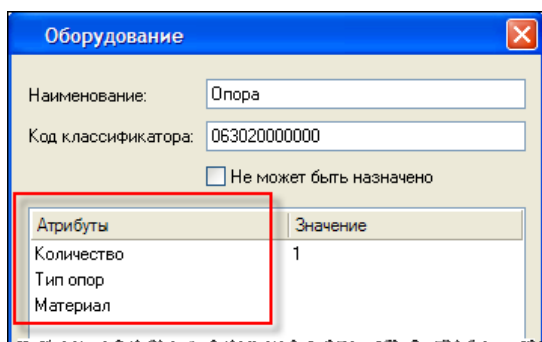 Оборудование
Наименование: Опора
Код классификатора: 063020000000
Не может быть назначено
Атрибуты Значение
Количество 1
Тип опор
Материал